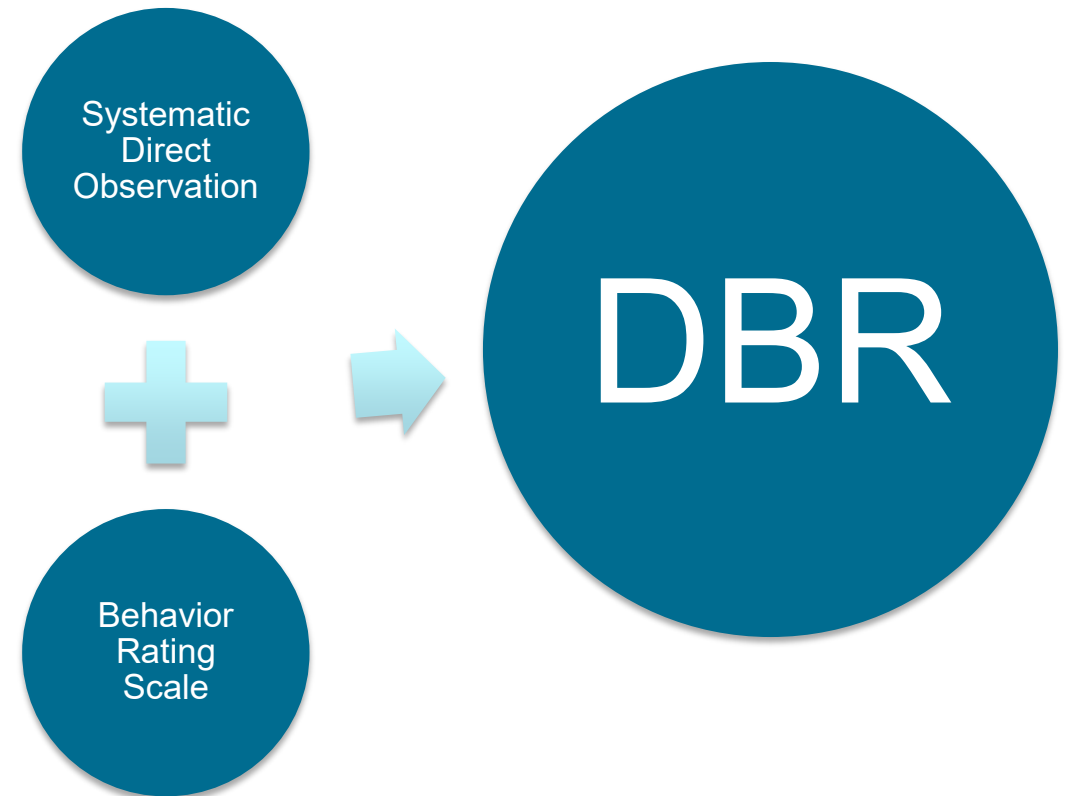 Systematic
Direct
Observation
DBR
Behavior
Rating
Scale